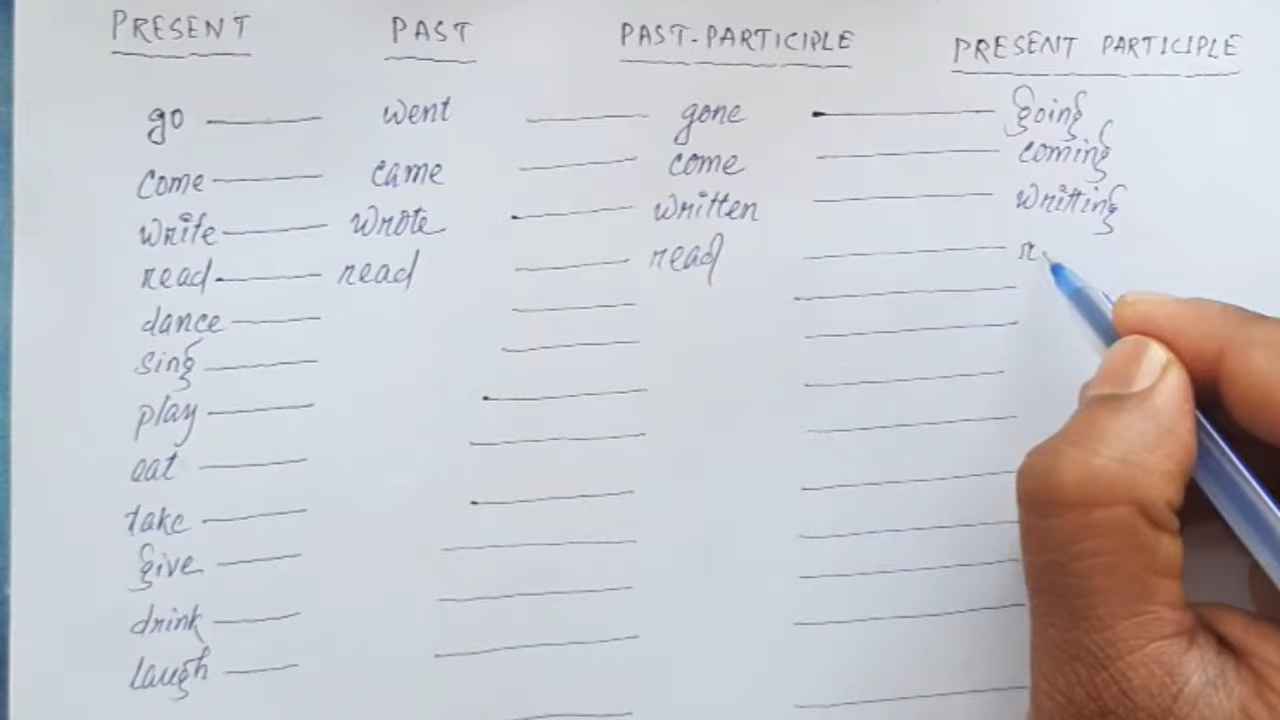 PRESENT PAST PAST-PARTICIPLE PRESENT PARTICIPLE
go went gone going
come came come coming
write wrote written writting
read read read r
dance
sing
play
eat
take
give
drink
laugh